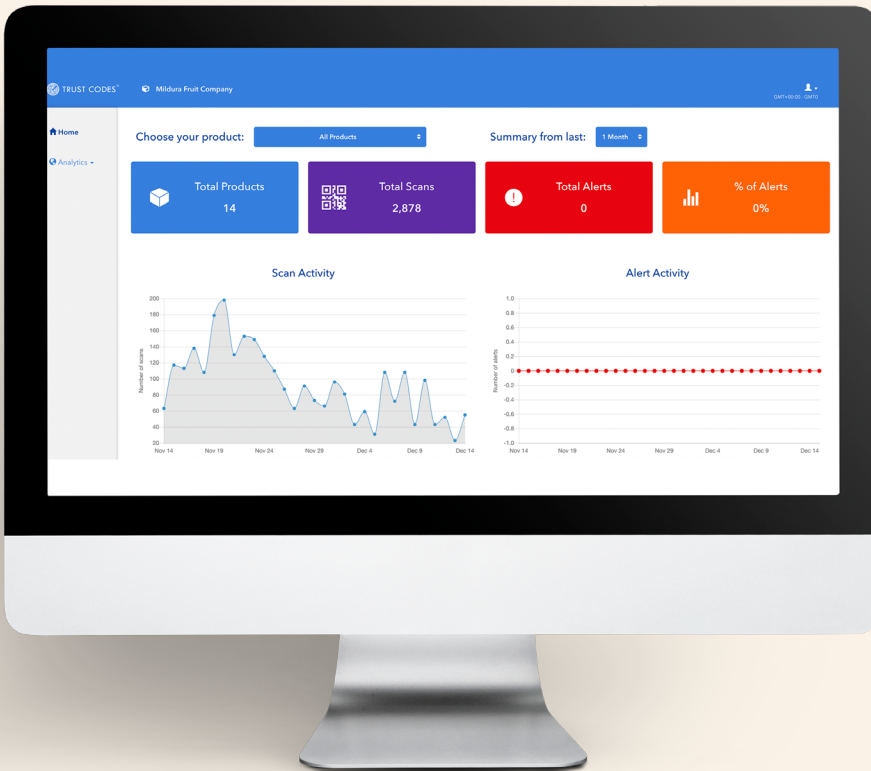 TRUST CODES™
Mildura Fruit Company
GMT+00:00 GMT0
Home
Analytics
Choose your product:
All Products
Summary from last:
1 Month
Total Products
14
Total Scans
2,878
Total Alerts
0
% of Alerts
0%
Scan Activity
Number of scans
200
180
160
140
120
100
80
60
40
20
Nov 14 Nov 19 Nov 24 Nov 29 Dec 4 Dec 9 Dec 14
Alert Activity
Number of alerts
1.0
0.8
0.6
0.4
0.2
0
-0.2
-0.4
-0.6
-0.8
-1.0
Nov 14 Nov 19 Nov 24 Nov 29 Dec 4 Dec 9 Dec 14